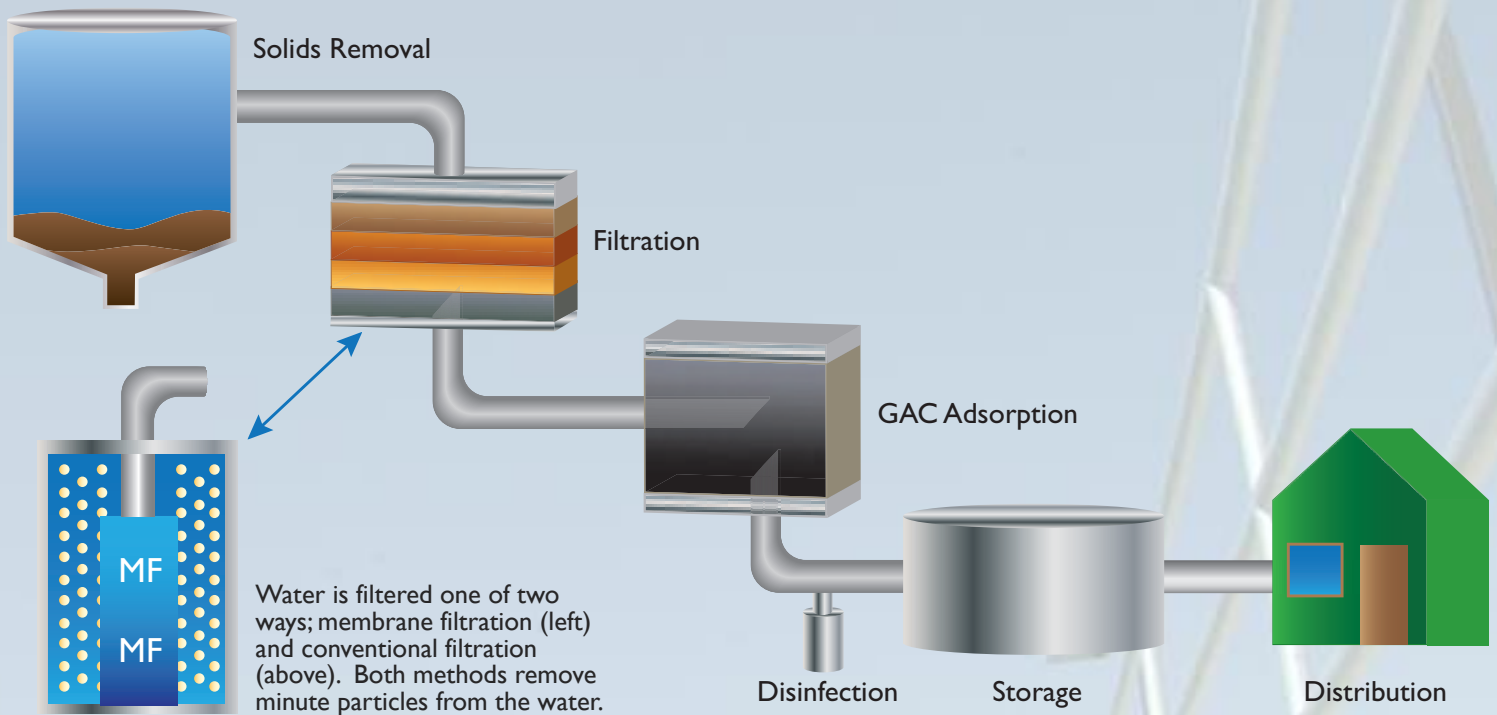 Solids Removal
Filtration
GAC Adsorption
MF
MF
Water is filtered one of two
ways; membrane filtration (left)
and conventional filtration
(above).  Both methods remove
minute particles from the water.
Disinfection
Storage
Distribution